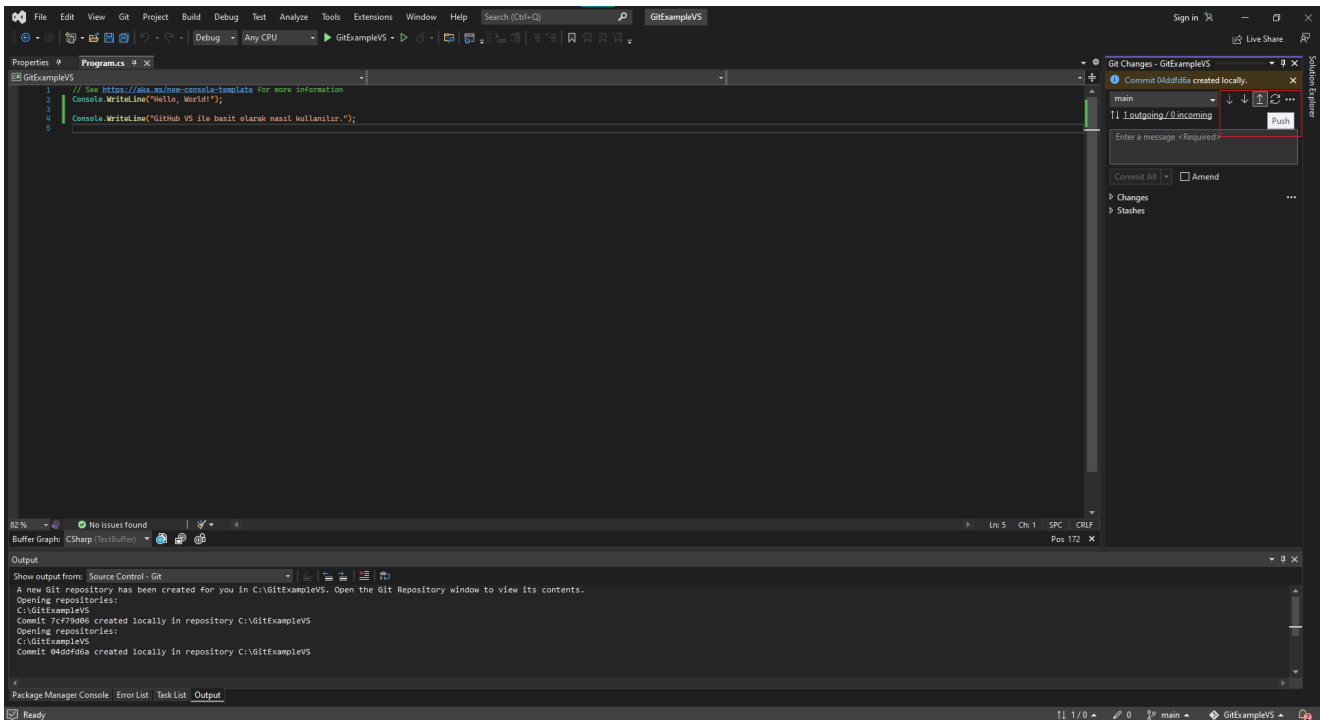 File Edit View Git Project Build Debug Test Analyze Tools Extensions Window Help Search (Ctrl+Q) GitExampleVS Sign in
Debug Any CPU GitExampleVS Live Share
Properties Program.cs
GitExampleVS
1 // See https://aka.ms/new-console-template for more information
2 Console.WriteLine("Hello, World!");
3
4 Console.WriteLine("GitHub VS ile basit olarak nasıl kullanılır.");
5
Git Changes - GitExampleVS
Commit 04ddfd6a created locally.
main
1 outgoing / 0 incoming
Push
Enter a message <Required>
Commit All Amend
Changes
Stashes
Solution Explorer
82 % No issues found Ln: 5 Ch: 1 SPC CRLF
Buffer Graph: CSharp (TextBuffer) Pos 172
Output
Show output from: Source Control - Git
A new Git repository has been created for you in C:\GitExampleVS. Open the Git Repository window to view its contents.
Opening repositories:
C:\GitExampleVS
Commit 7cf79d06 created locally in repository C:\GitExampleVS
Opening repositories:
C:\GitExampleVS
Commit 04ddfd6a created locally in repository C:\GitExampleVS
Package Manager Console Error List Task List Output
Ready 1 / 0 0 main GitExampleVS